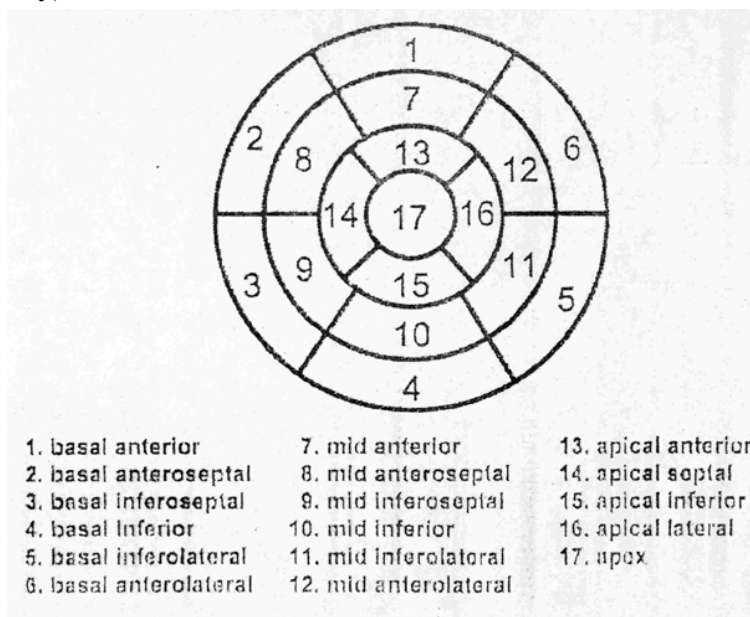 1
7
13
2 8 12 6
14 17 16
3 9 15 11 5
10
4
1. basal anterior 7. mid anterior 13. apical anterior
2. basal anteroseptal 8. mid anteroseptal 14. apical septal
3. basal inferoseptal 9. mid inferoseptal 15. apical inferior
4. basal inferior 10. mid inferior 16. apical lateral
5. basal inferolateral 11. mid inferolateral 17. apex
6. basal anterolateral 12. mid anterolateral